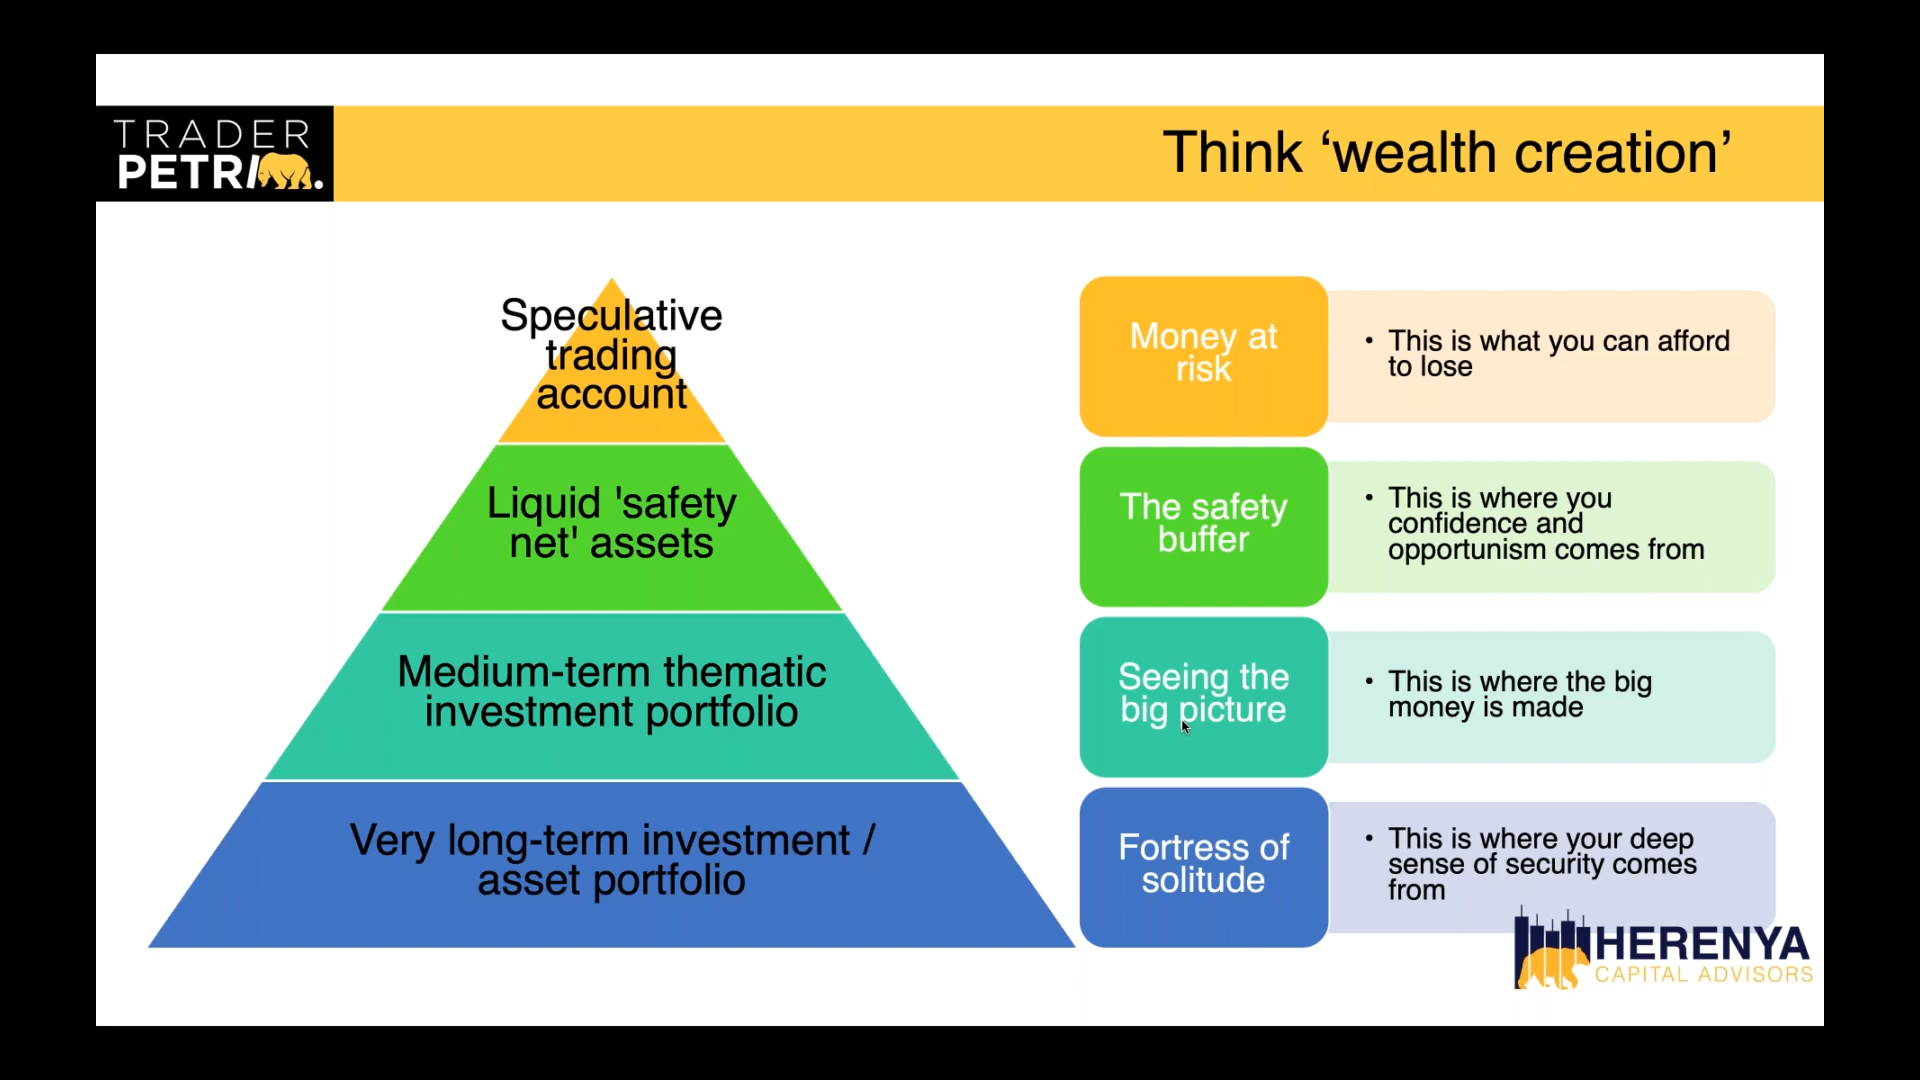 TRADER
PETRI
Think ‘wealth creation’
Speculative
trading
account
Liquid 'safety
net' assets
Medium-term thematic
investment portfolio
Very long-term investment /
asset portfolio
Money at
risk
• This is what you can afford
to lose
The safety
buffer
• This is where you
confidence and
opportunism comes from
Seeing the
big picture
• This is where the big
money is made
Fortress of
solitude
• This is where your deep
sense of security comes
from
HERENYA
CAPITAL ADVISORS